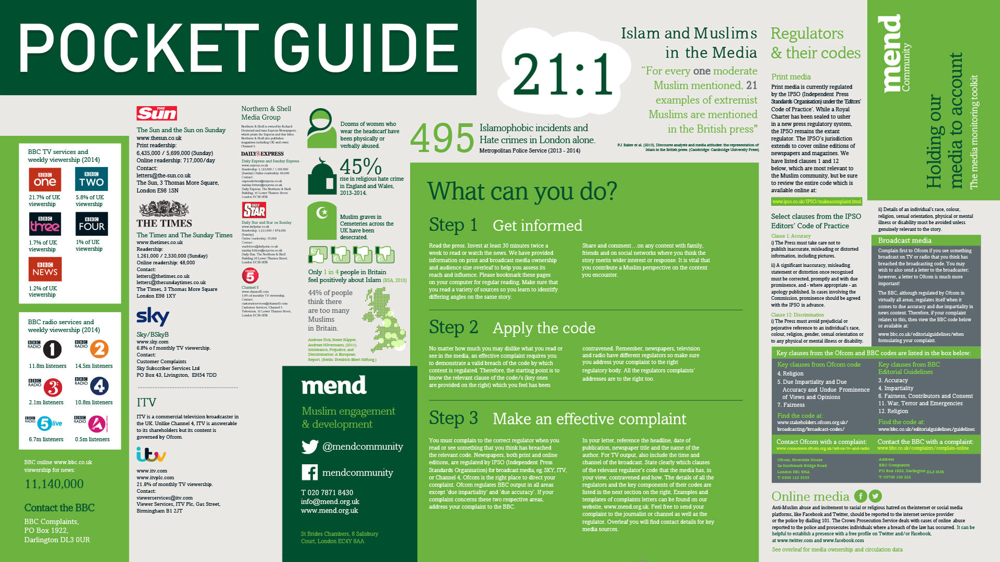 POCKET GUIDE
BBC TV services and
weekly viewership (2014)
BBC
one
BBC
TWO
21.7% of UK
viewership
5.8% of UK
viewership
BBC
three
BBC
FOUR
1.7% of UK
viewership
1% of UK
viewership
BBC
NEWS
1.2% of UK
viewership
BBC radio services and
weekly viewership (2014)
BBC
RADIO
1
BBC
RADIO
2
11.8m listeners
14.5m listeners
BBC
RADIO
3
BBC
RADIO
4
2.1m listeners
10.8m listeners
BBC
RADIO
5 live
BBC
RADIO
A
6.7m listeners
0.5m listeners
BBC online www.bbc.co.uk
viewership for news:
11,140,000
Contact the BBC
BBC Complaints,
PO Box 1922,
Darlington DL3 0UR
THE
Sun
The Sun and the Sun on Sunday
www.thesun.co.uk
Print readership:
6,435,000 / 5,699,000 (Sunday)
Online readership: 717,000/day
Contact:
letters@the-sun.co.uk
The Sun, 3 Thomas More Square,
London E98 1SN
THE TIMES
The Times and The Sunday Times
www.thetimes.co.uk
Readership:
1,261,000 / 2,530,000 (Sunday)
Online readership: 48,000
Contact:
letters@thetimes.co.uk
letters@thesundaytimes.co.uk
The Times, 3 Thomas More Square
London E98 1XY
sky
Sky/BSkyB
www.sky.com
6.8% o f monthly TV viewership.
Contact:
Customer Complaints
Sky Subscriber Services Ltd
PO Box 43, Livingston, EH54 7DD
ITV
ITV is a commercial television broadcaster in
the UK. Unlike Channel 4, ITV is answerable
to its shareholders but its content is
governed by Ofcom.
itv
www.itv.com
www.itvplc.com
21.8% of monthly TV viewership.
Contact:
viewerservices@itv.com
Viewer Services, ITV Plc, Gas Street,
Birmingham B1 2JT
Northern & Shell
Media Group
Northern & Shell is owned by Richard
Desmond and runs Express Newspapers,
which prints the Express and Star titles.
Northern & Shell also publishes
magazines including OK! and owns
Channel 5.
DAILY EXPRESS
Daily Express and Sunday Express
www.express.co.uk
Readership: 1,123,000 / 1,103,000
(Sunday) Online readership: 60,000
Contact:
expressletters@express.co.uk
sunday.letters@express.co.uk
Daily Express, The Northern & Shell
Building, 10 Lower Thames Street,
London EC3R 6EN
DAILY
STAR
Daily Star and Star on Sunday
www.dailystar.co.uk
Readership: 1,211,000 / 874,000
(Sunday)
Online readership: 35,000
Contact:
starletters@dailystar.co.uk
sunday.letters@express.co.uk
Daily Star, The Northern & Shell
Building,10 Lower Thames Street,
London EC3R 6EN
CHANNEL
5
Channel 5
www.channel5.com
5.6% of monthly TV viewership.
Contact:
customerservices@channel5.com
Customer Services, Channel 5
Television, 10 Lower Thames Street,
London EC3R 6EN
Dozens of women who
wear the headscarf have
been physically or
verbally abused.
45%
rise in religious hate crime
in England and Wales,
2013-2014.
Muslim graves in
Cemeteries across the
UK have been
desecrated.
Only 1 in 4 people in Britain
feel positively about Islam (BSA, 2010)
44% of people
think there
are too many
Muslims
in Britain.
Andreas Zick, Beate Küpper,
Andreas Hövermann, (2011).
Intolerance, Prejudice, and
Discrimination: A European
Report. (Berlin: Freidrich Ebert Stiftung.)
mend
Muslim engagement
& development
@mendcommunity
mendcommunity
T 020 7871 8430
info@mend.org.uk
www.mend.org.uk
St Brides Chambers, 8 Salisbury
Court, London EC4Y 8AA
21:1
Islam and Muslims
in the Media
"For every one moderate
Muslim mentioned, 21
examples of extremist
Muslims are mentioned
in the British press"
P.J. Baker et al. (2013). Discourse analysis and media attitudes: the representation of
Islam in the British press. (Cambridge: Cambridge University Press)
495
Islamophobic incidents and
Hate crimes in London alone.
Metropolitan Police Service (2013 - 2014)
What can you do?
Step 1 Get informed
Read the press. Invest at least 30 minutes twice a
week to read or watch the news. We have provided
information on print and broadcast media ownership
and audience size overleaf to help you assess its
reach and influence. Please bookmark these pages
on your computer for regular reading. Make sure that
you read a variety of sources so you learn to identitfy
differing angles on the same story.
Share and comment...on any content with family,
friends and on social networks where you think the
story merits wider interest or response. It is vital that
you contribute a Muslim perspective on the content
you encounter.
Step 2 Apply the code
No matter how much you may dislike what you read or
see in the media, an effective complaint requires you
to demonstrate a valid breach of the code by which
content is regulated. Therefore, the starting point is to
know the relevant clause of the code/s (key ones
are provided on the right) which you feel has been
contravened. Remember, newspapers, television
and radio have different regulators so make sure
you address your complaint to the right
regulatory body. All the regulators complaints'
addresses are to the right too.
Step 3 Make an effective complaint
You must complain to the correct regulator when you
read or see something that you think has breached
the relevant code. Newspapers, both print and online
editions, are regulated by IPSO (Independent Press
Standards Organisation) for broadcast media, eg. SKY, ITV,
or Channel 4, Ofcom is the right place to direct your
complaint. Ofcom regulates BBC output in all areas
except 'due impartiality' and 'due accuracy'. If your
complaint concerns these two respective areas,
address your complaint to the BBC.
In your letter, reference the headline, date of
publication, newspaper title and the name of the
author. For TV output, also include the time and
channel of the broadcast. State clearly which clauses
of the relevant regulator's code that the media has, in
your view, contravened and how. The details of all the
regulators and the key components of their codes are
listed in the next section on the right. Examples and
templates of complaints letters can be found on our
website, www.mend.org.uk. Feel free to send your
complaint to the journalist or channel as well as the
regulator. Overleaf you will find contact details for key
media sources.
Regulators
& their codes
Print media
Print media is currently regulated
by the IPSO (Independent Press
Standards Organisation) under the 'Editors'
Code of Practice'. While a Royal
Charter has been sealed to usher
in a new press regulatory system,
the IPSO remains the extant
regulator. The IPSO's jurisdiction
extends to cover online editions of
newspapers and magazines. We
have listed clauses 1 and 12
below, which are most relevant to
the Muslim community, but be sure
to review the entire code which is
available online at:
www.ipso.co.uk/IPSO/makeacomplaint.html
Select clauses from the IPSO
Editors' Code of Practice
Clause 1: Accuracy
i) The Press must take care not to
publish inaccurate, misleading or distorted
information, including pictures.
ii) A significant inaccuracy, misleading
statement or distortion once recognised
must be corrected, promptly and with due
prominence, and - where appropriate - an
apology published. In cases involving the
Commission, prominence should be agreed
with the IPSO in advance.
Clause 12: Discrimination
i) The Press must avoid prejudicial or
pejorative reference to an individual's race,
colour, religion, gender, sexual orientation or
to any physical or mental illness or disability.
mend
Community
Holding our
media to account
The media monitoring toolkit
ii) Details of an individual's race, colour,
religion, sexual orientation, physical or mental
illness or disability must be avoided unless
genuinely relevant to the story.
Broadcast media
Complain first to Ofcom if you see something
broadcast on TV or radio that you think has
breached the broadcasting code. You may
wish to also send a letter to the broadcaster;
however, a letter to Ofcom is much more
important!
The BBC, although regulated by Ofcom in
virtually all areas, regulates itself when it
comes to due accuracy and due impartiality in
news content. Therefore, if your complaint
relates to this, then view the BBC code below
or available at:
www.bbc.co.uk/editorialguidelines/when
formulating your complaint.
Key clauses from the Ofcom and BBC codes are listed in the box below:
Key clauses from Ofcom code
4. Religion
5. Due Impartiality and Due
Accuracy and Undue Prominence
of Views and Opinions
7. Fairness
Find the code at:
www.stakeholders.ofcom.org.uk/
broadcasting/broadcast-codes/
Key clauses from BBC
Editorial Guidelines
3. Accuracy
4. Impartiality
6. Fairness, Contributors and Consent
11. War, Terror and Emergencies
12. Religion
Find the code at:
www.bbc.co.uk/editorialguidelines/guidelines
Contact Ofcom with a complaint:
www.consumers.ofcom.org.uk/tell-us/tv-and-radio
Contact the BBC with a complaint:
www.bbc.co.uk/complaints/complain-online
Ofcom, Riverside House
2a Southwark Bridge Road
London SE1 9HA
T: 0300 123 3333
Address
BBC Complaints
PO Box 1922, Darlington DL3 0UR
T: 03700 100 222
Online media
Anti-Muslim abuse and incitement to racial or religious hatred on theinternet or social media
platforms, like Facebook and Twitter, should be reported to the internet service provider
or the police by dialling 101. The Crown Prosecution Service deals with cases of online abuse
reported to the police and prosecutes individuals where a breach of the law has occurred. It can be
helpful to establish a presence with a free profile on Twitter and/or Facebook,
at www.twitter.com and www.facebook.com
See overleaf for media ownership and circulation data